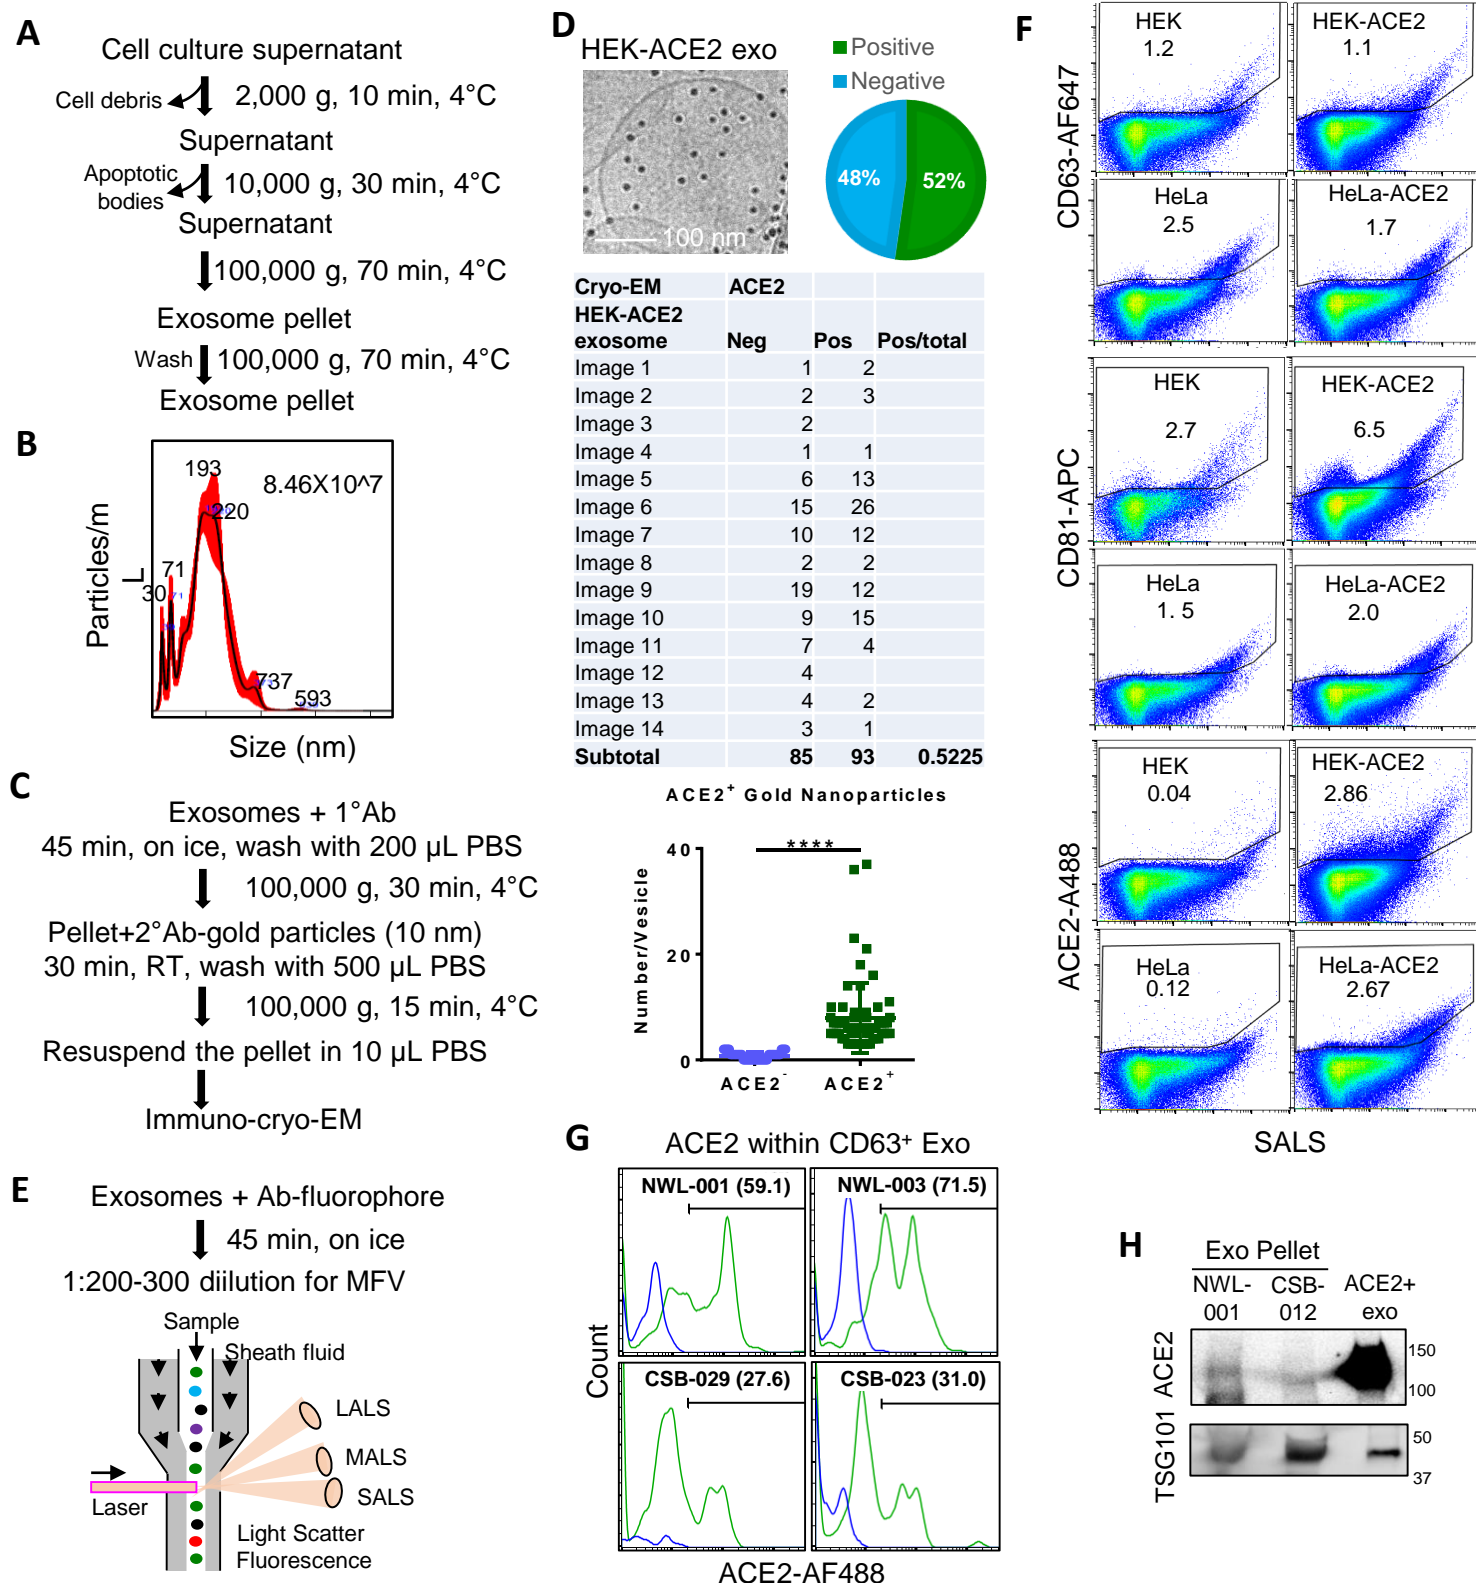 A
Cell culture supernatant
Cell debris
2,000 g, 10 min, 4°C
Supernatant
Apoptotic
bodies
10,000 g, 30 min, 4°C
Supernatant
100,000 g, 70 min, 4°C
Exosome pellet
Wash
100,000 g, 70 min, 4°C
Exosome pellet
B
193
8.46X10^7
220
71
30
737
593
Particles/m
L
Size (nm)
C
Exosomes + 1°Ab
45 min, on ice, wash with 200 µL PBS
100,000 g, 30 min, 4°C
Pellet+2°Ab-gold particles (10 nm)
30 min, RT, wash with 500 µL PBS
100,000 g, 15 min, 4°C
Resuspend the pellet in 10 µL PBS
Immuno-cryo-EM
E
Exosomes + Ab-fluorophore
45 min, on ice
1:200-300 diilution for MFV
Sample
Sheath fluid
LALS
MALS
SALS
Laser
Light Scatter
Fluorescence
D
HEK-ACE2 exo
Positive
Negative
100 nm
48%
52%
Cryo-EM ACE2
HEK-ACE2
exosome Neg Pos Pos/total
Image 1 1 2
Image 2 2 3
Image 3 2
Image 4 1 1
Image 5 6 13
Image 6 15 26
Image 7 10 12
Image 8 2 2
Image 9 19 12
Image 10 9 15
Image 11 7 4
Image 12 4
Image 13 4 2
Image 14 3 1
Subtotal 85 93 0.5225
ACE2+ Gold Nanoparticles
****
40
20
0
Number/Vesicle
ACE2-
ACE2+
F
CD63-AF647
HEK
1.2
HEK-ACE2
1.1
HeLa
2.5
HeLa-ACE2
1.7
CD81-APC
HEK
2.7
HEK-ACE2
6.5
HeLa
1. 5
HeLa-ACE2
2.0
ACE2-A488
HEK
0.04
HEK-ACE2
2.86
HeLa
0.12
HeLa-ACE2
2.67
SALS
G
ACE2 within CD63+ Exo
NWL-001 (59.1)
NWL-003 (71.5)
CSB-029 (27.6)
CSB-023 (31.0)
Count
ACE2-AF488
H
Exo Pellet
NWL-
001
CSB-
012
ACE2+
exo
ACE2
150
100
TSG101
50
37